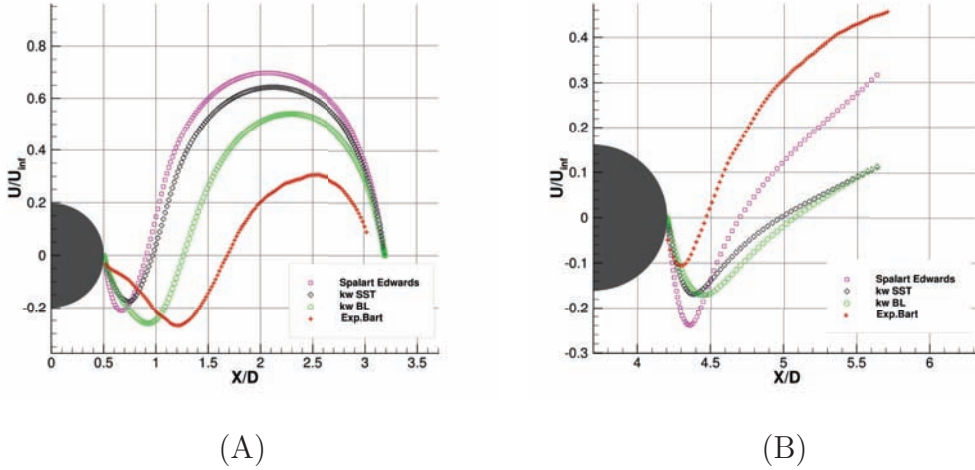 U/U_inf
0.8
0.6
0.4
0.2
0
-0.2
0 0.5 1 1.5 2 2.5 3 3.5
X/D
Spalart Edwards
kw SST
kw BL
Exp.Bart
(A)
U/U_inf
0.4
0.3
0.2
0.1
0
-0.1
-0.2
-0.3
4 4.5 5 5.5 6
X/D
Spalart Edwards
kw SST
kw BL
Exp.Bart
(B)